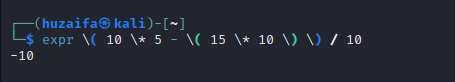 ┌──(huzaifa㉿kali)-[~]
└─$ expr \( 10 \* 5 - \( 15 \* 10 \) \) / 10
-10